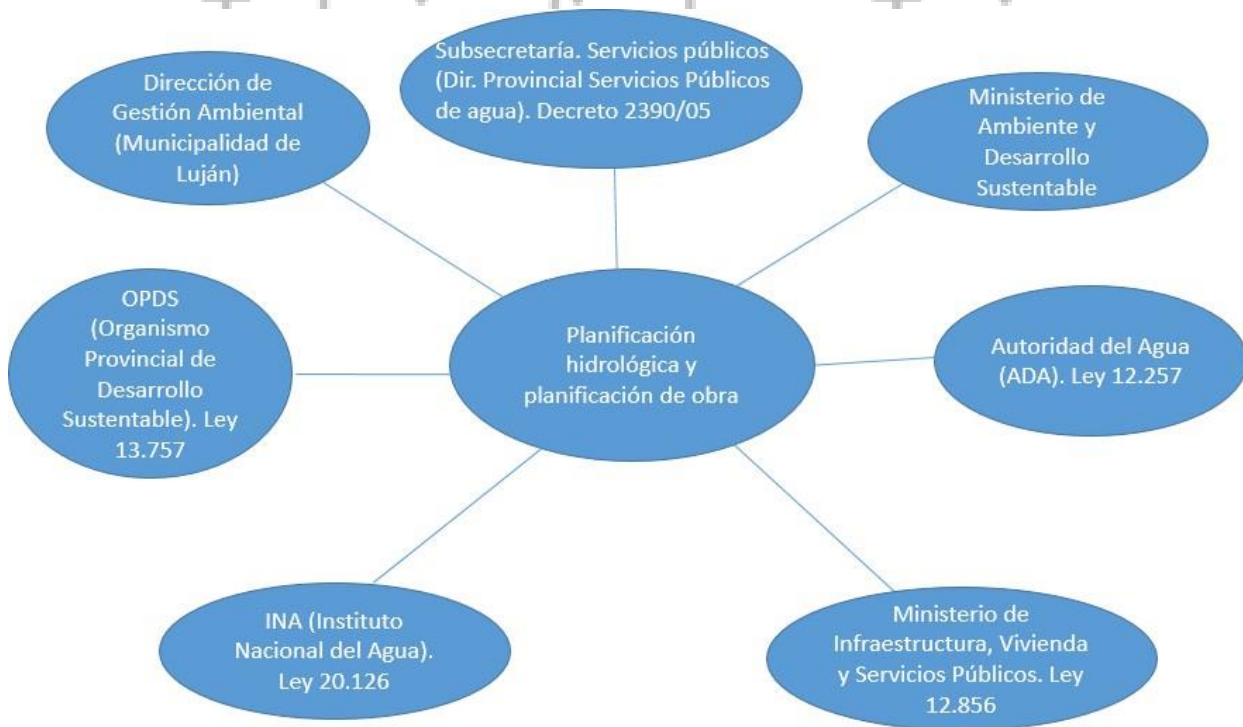 Subsecretaría. Servicios públicos
(Dir. Provincial Servicios Públicos
de agua). Decreto 2390/05
Dirección de
Gestión Ambiental
(Municipalidad de
Luján)
Ministerio de
Ambiente y
Desarrollo
Sustentable
OPDS
(Organismo
Provincial de
Desarrollo
Sustentable). Ley
13.757
Planificación
hidrológica y
planificación de obra
Autoridad del Agua
(ADA). Ley 12.257
INA (Instituto
Nacional del Agua).
Ley 20.126
Ministerio de
Infraestructura, Vivienda
y Servicios Públicos. Ley
12.856